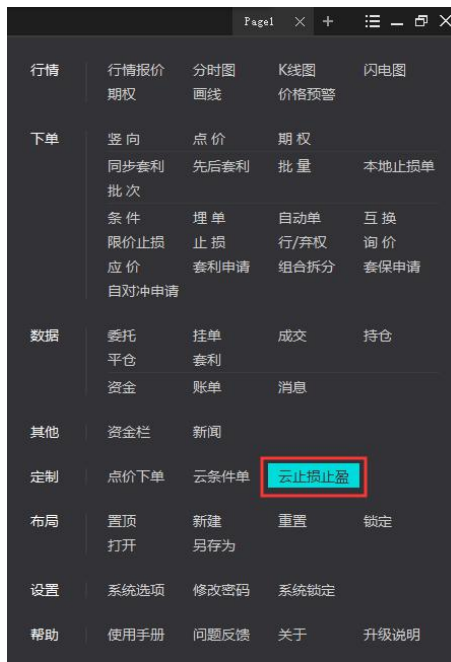 Page1
行情 行情报价 分时图 K线图 闪电图
期权 画线 价格预警
下单 竖向 点价 期权
同步套利 先后套利 批量 本地止损单
批次
条件 埋单 自动单 互换
限价止损 止损 行/弃权 询价
应价 套利申请 组合拆分 套保申请
自对冲申请
数据 委托 挂单 成交 持仓
平仓 套利
资金 账单 消息
其他 资金栏 新闻
定制 点价下单 云条件单 云止损止盈
布局 置顶 新建 重置 锁定
打开 另存为
设置 系统选项 修改密码 系统锁定
帮助 使用手册 问题反馈 关于 升级说明